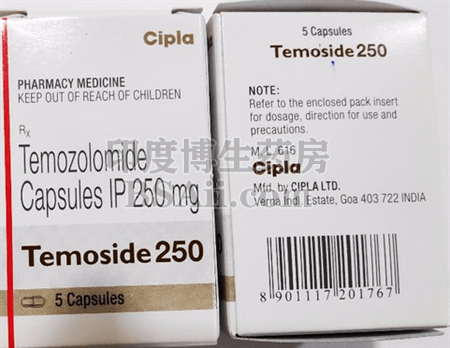 Cipla
PHARMACY MEDICINE
KEEP OUT OF REACH OF CHILDREN
Rx
Temozolomide
Capsules IP 250 mg
Temoside 250
5 Capsules
5 Capsules
Temoside 250
NOTE:
Refer to the enclosed pack insert
for dosage, direction for use and
precautions.
M.L. 616
Cipla
Mfd. by CIPLA LTD.
Verna Ind. Estate, Goa 403 722 INDIA
8 901117 201767
印度博生药房